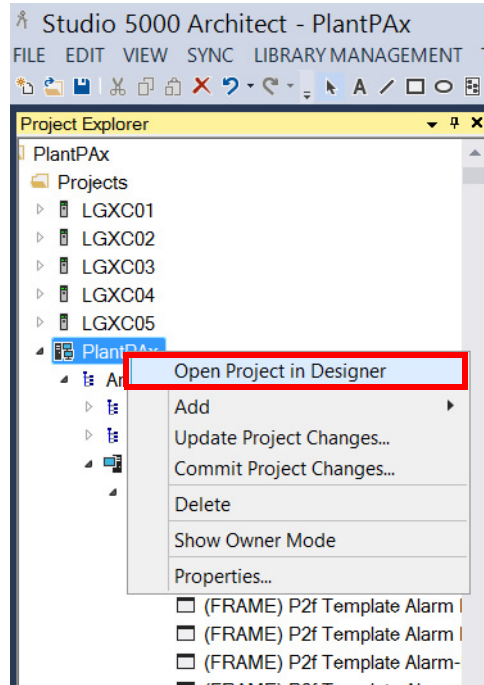 Studio 5000 Architect - PlantPAx
FILE EDIT VIEW SYNC LIBRARY MANAGEMENT
Project Explorer
PlantPAx
Projects
LGXC01
LGXC02
LGXC03
LGXC04
LGXC05
PlantPAx
Open Project in Designer
Add
Update Project Changes...
Commit Project Changes...
Delete
Show Owner Mode
Properties...
(FRAME) P2f Template Alarm
(FRAME) P2f Template Alarm
(FRAME) P2f Template Alarm-